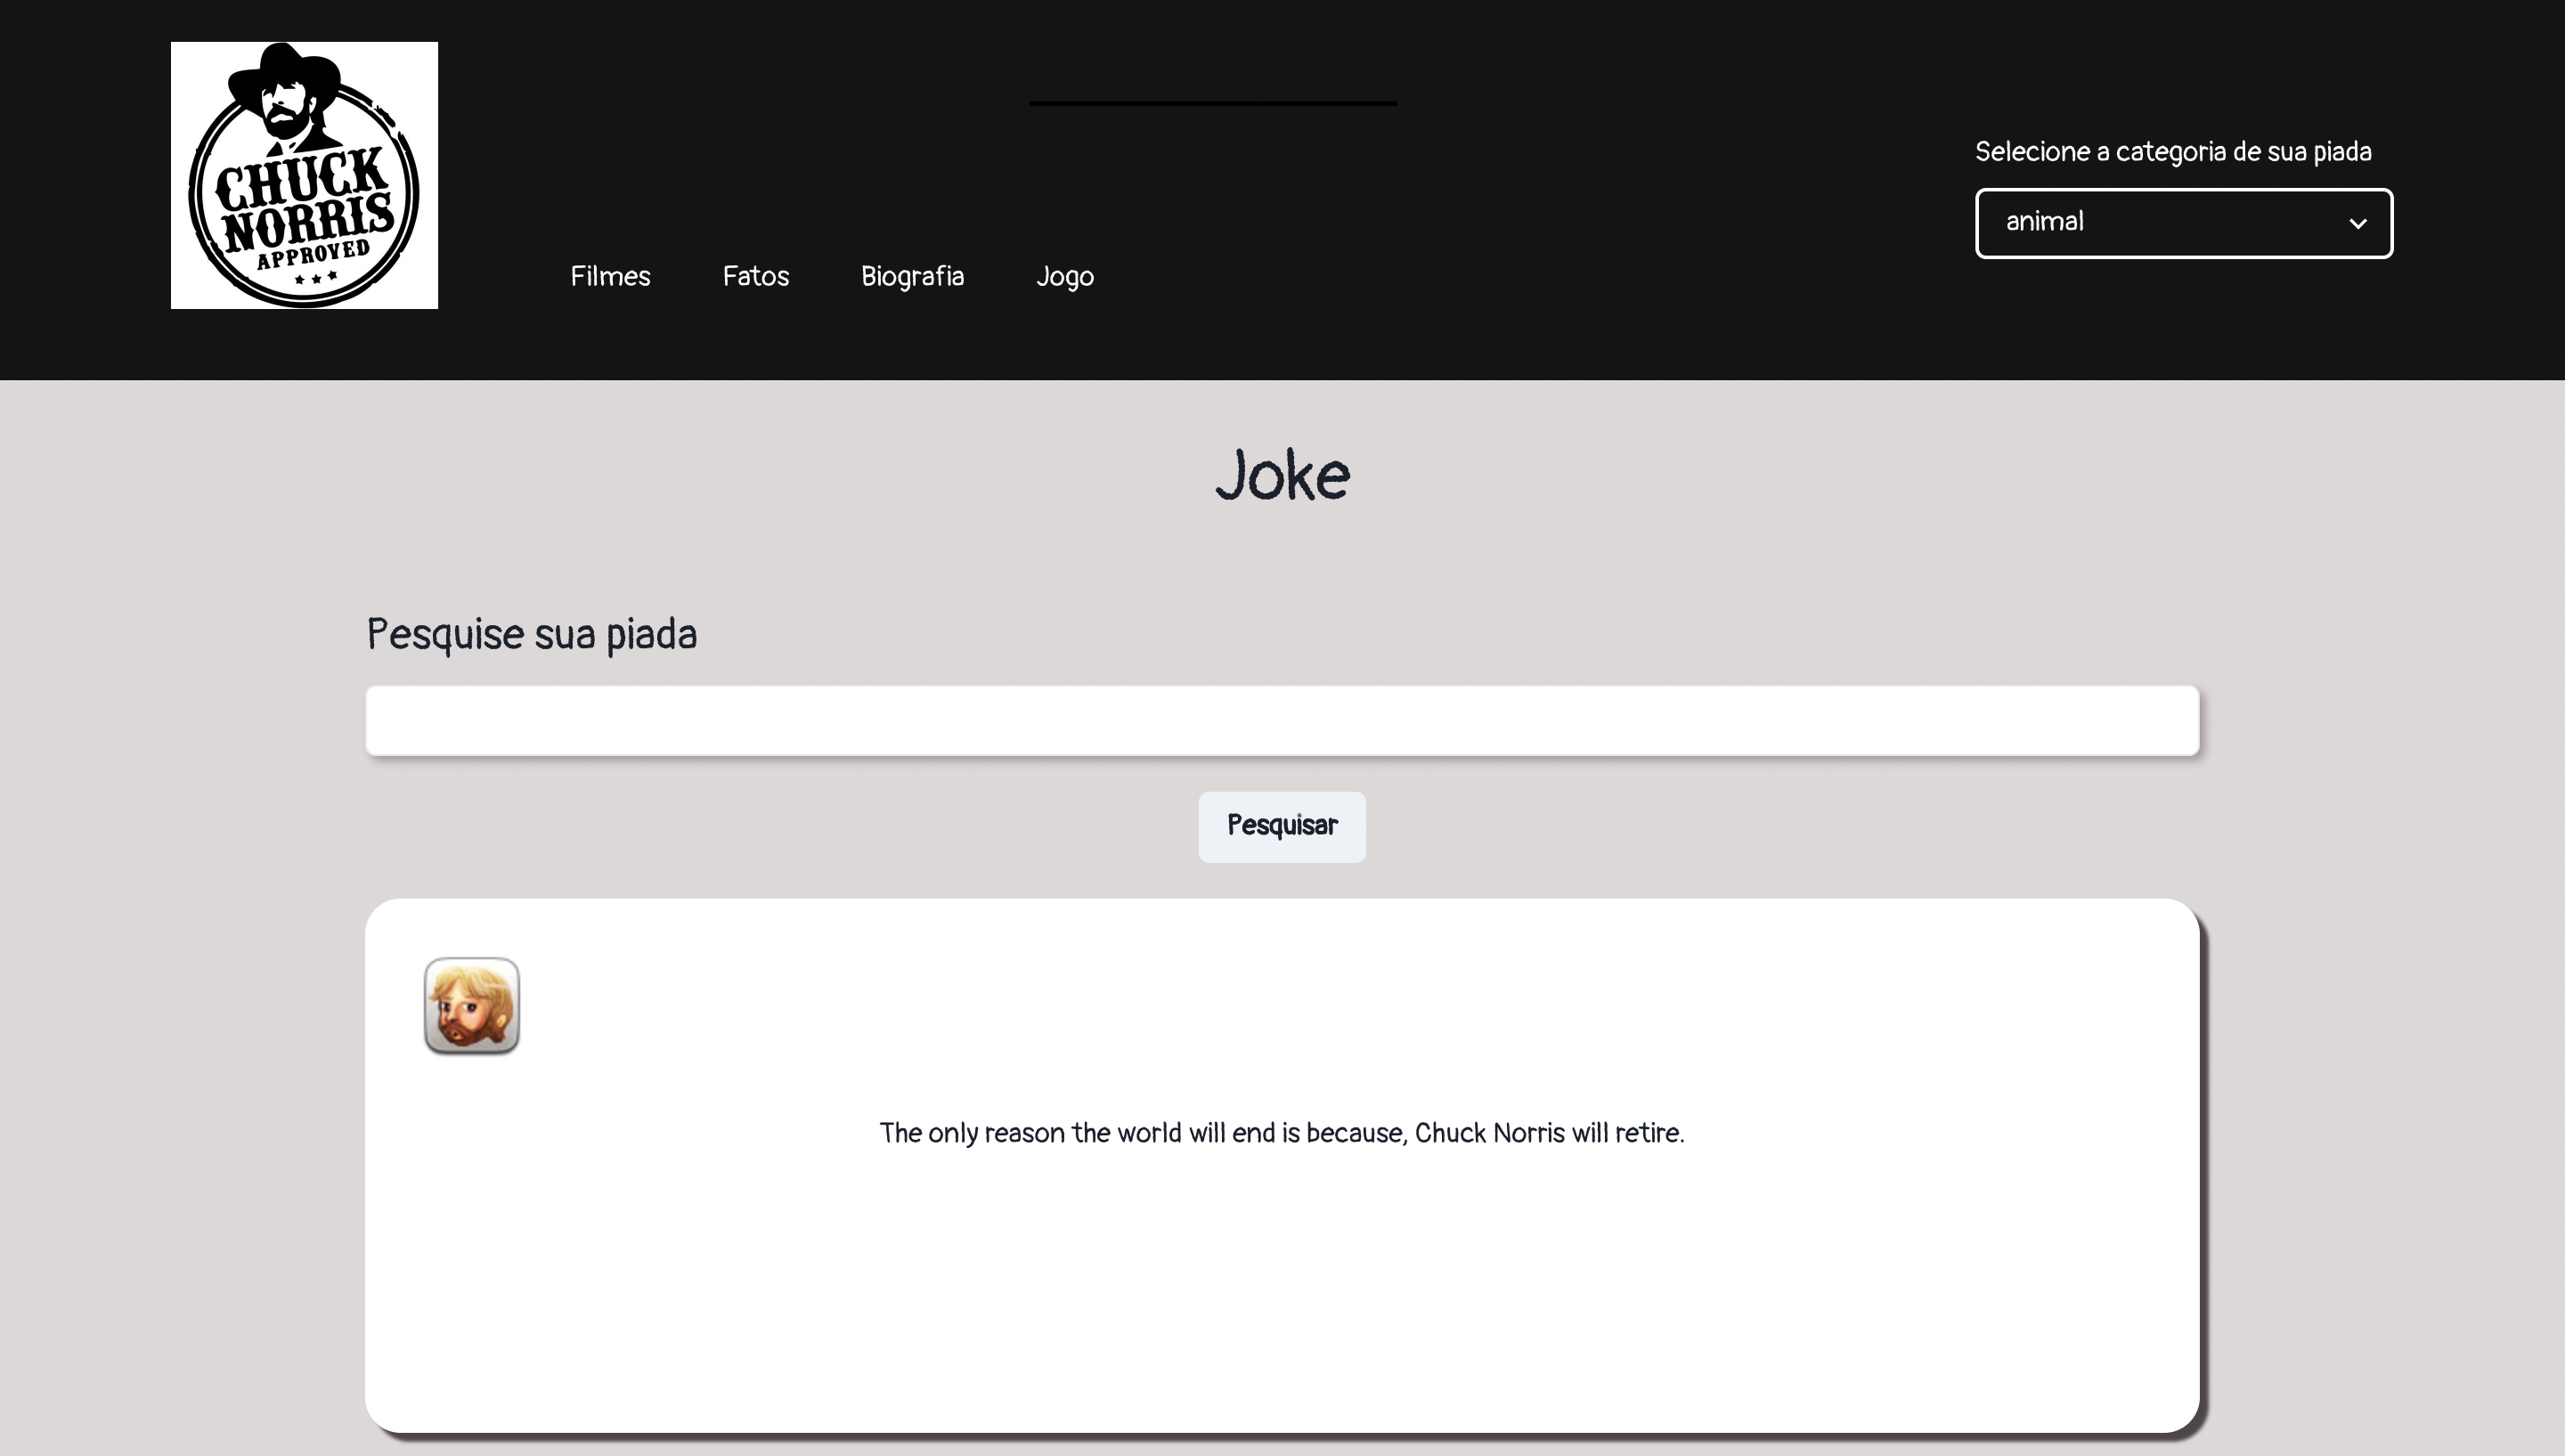 CHUCK
NORRIS
APPROVED
Filmes
Fatos
Biografia
Jogo
Selecione a categoria de sua piada
animal
Joke
Pesquise sua piada
Pesquisar
The only reason the world will end is because, Chuck Norris will retire.